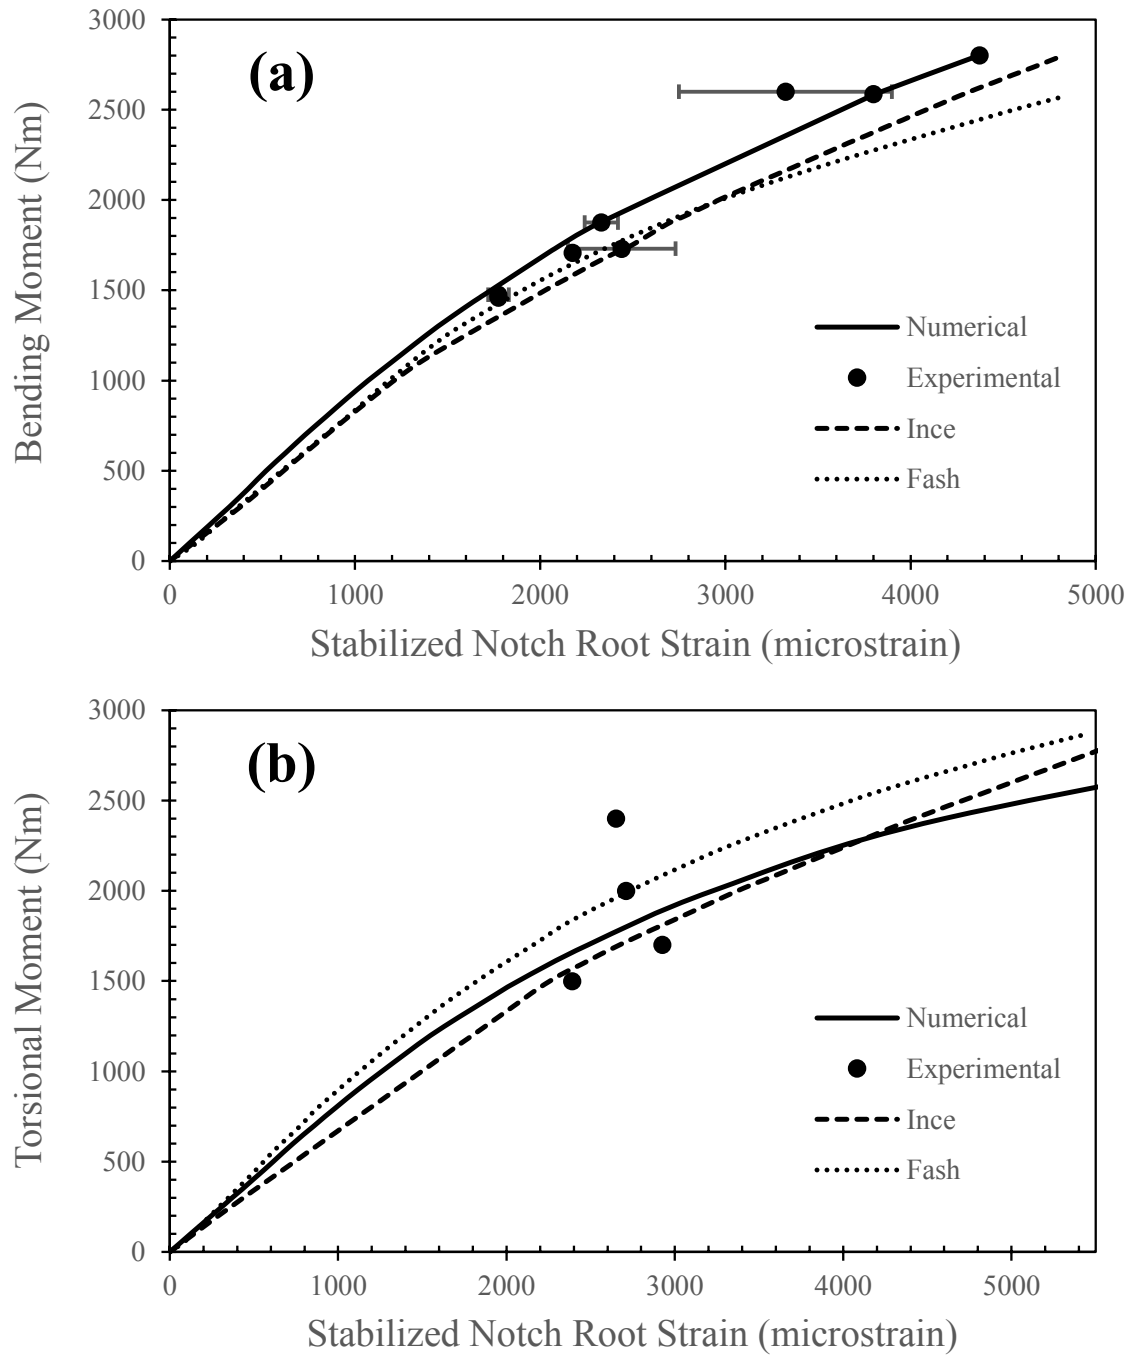 (a)
Bending Moment (Nm)
3000
2500
2000
1500
1000
500
0
Numerical
Experimental
Ince
Fash
0 1000 2000 3000 4000 5000
Stabilized Notch Root Strain (microstrain)
(b)
Torsional Moment (Nm)
3000
2500
2000
1500
1000
500
0
Numerical
Experimental
Ince
Fash
0 1000 2000 3000 4000 5000
Stabilized Notch Root Strain (microstrain)